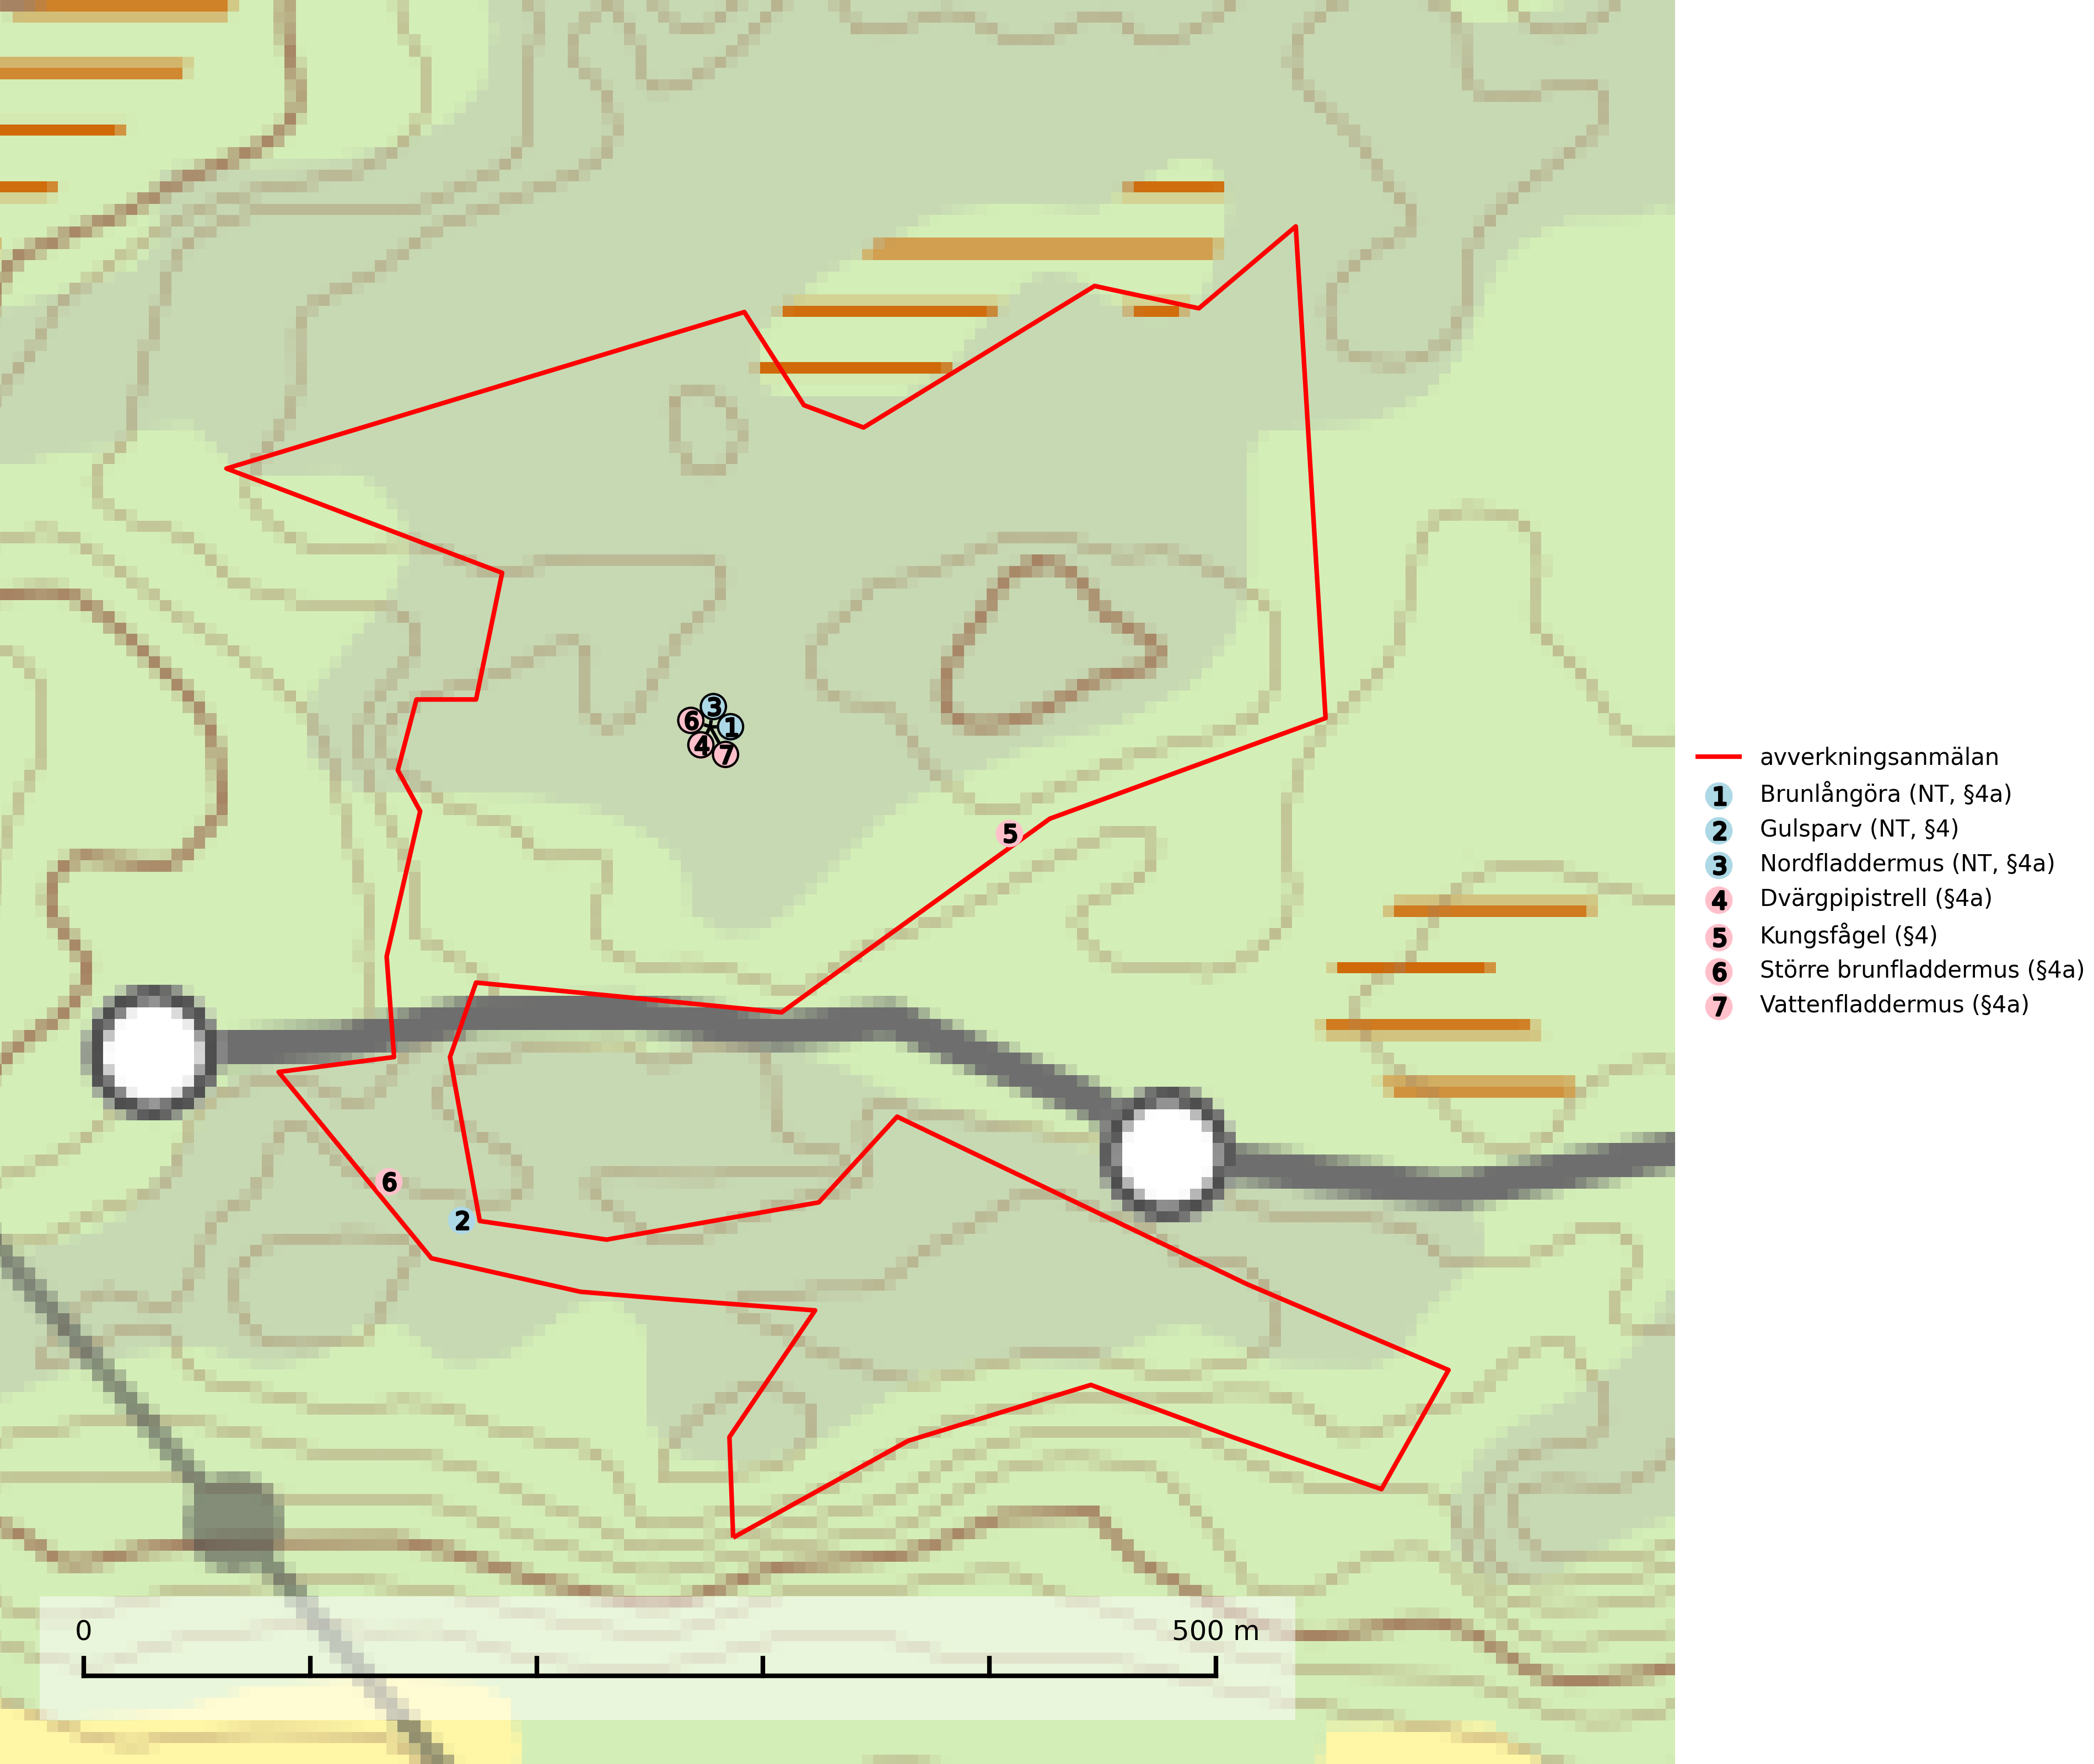 3
6
1
4
7
5
6
2
avverkningsanmälan
1 Brunlångöra (NT, §4a)
2 Gulsparv (NT, §4)
3 Nordfladdermus (NT, §4a)
4 Dvärgpipistrell (§4a)
5 Kungsfågel (§4)
6 Större brunfladdermus (§4a)
7 Vattenfladdermus (§4a)
0 500 m